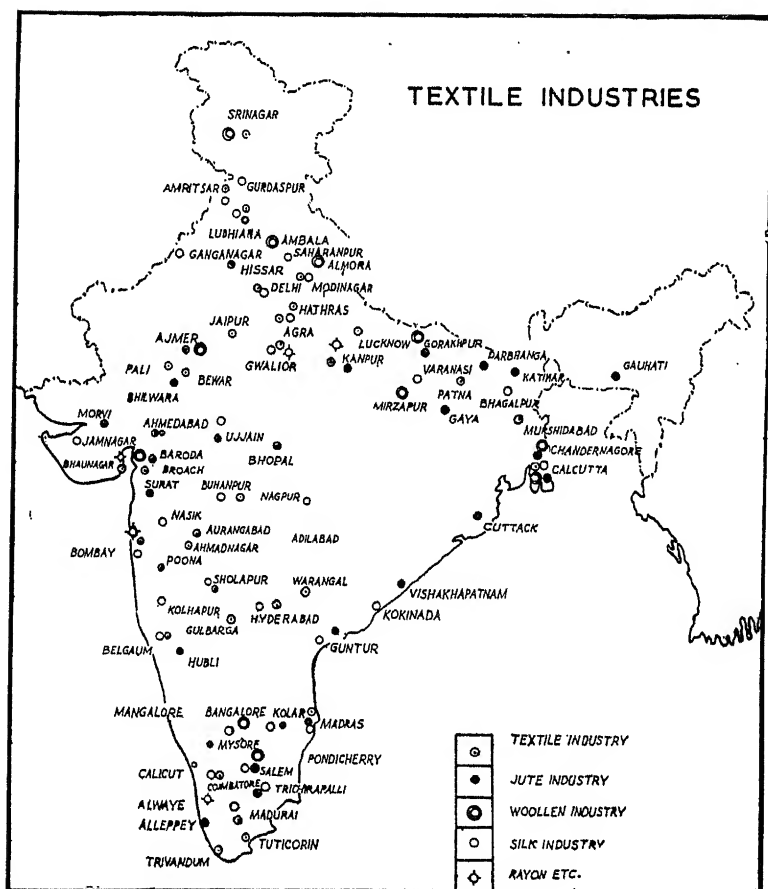 TEXTILE INDUSTRIES
SRINAGAR
AMRITSAR
GURDASPUR
LUDHIARA
AMBALA
GANGANAGAR
SAHARANPUR
HISSAR
ALMORA
DELHI
MODINAGAR
HATHRAS
JAIPUR
AGRA
AJMER
LUCKNOW
GORAKHPUR
GWALIOR
KANPUR
DARBHANGA
PALI
BEWAR
VARANASI
KATIHAR
GAUHATI
BHILWARA
PATNA
BHAGALPUR
MIRZAPUR
GAYA
MORVI
AHMEDABAD
MURSHIDABAD
JAMNAGAR
UJJAIN
CHANDERNAGORE
BHAUNAGAR
BARODA
BHOPAL
BROACH
CALCUTTA
SURAT
BUHANPUR
NAGPUR
NASIK
CUTTACK
AURANGABAD
ADILABAD
BOMBAY
AHMADNAGAR
POONA
SHOLAPUR
WARANGAL
VISHAKHAPATNAM
KOLHAPUR
HYDERABAD
KOKINADA
GULBARGA
BELGAUM
GUNTUR
HUBLI
MANGALORE
BANGALORE
KOLAR
MADRAS
MYSORE
PONDICHERRY
CALICUT
SALEM
COIMBATORE
TRICHIRAPALLI
ALWAYE
MADURAI
ALLEPPEY
TUTICORIN
TRIVANDUM
TEXTILE INDUSTRY
JUTE INDUSTRY
WOOLLEN INDUSTRY
SILK INDUSTRY
RAYON ETC.